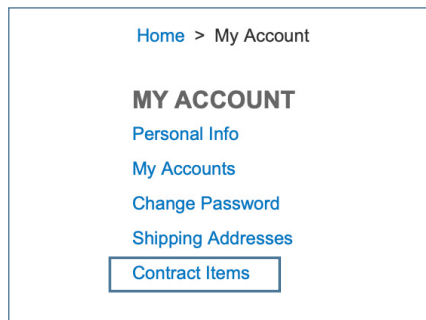 Home > My Account
MY ACCOUNT
Personal Info
My Accounts
Change Password
Shipping Addresses
Contract Items